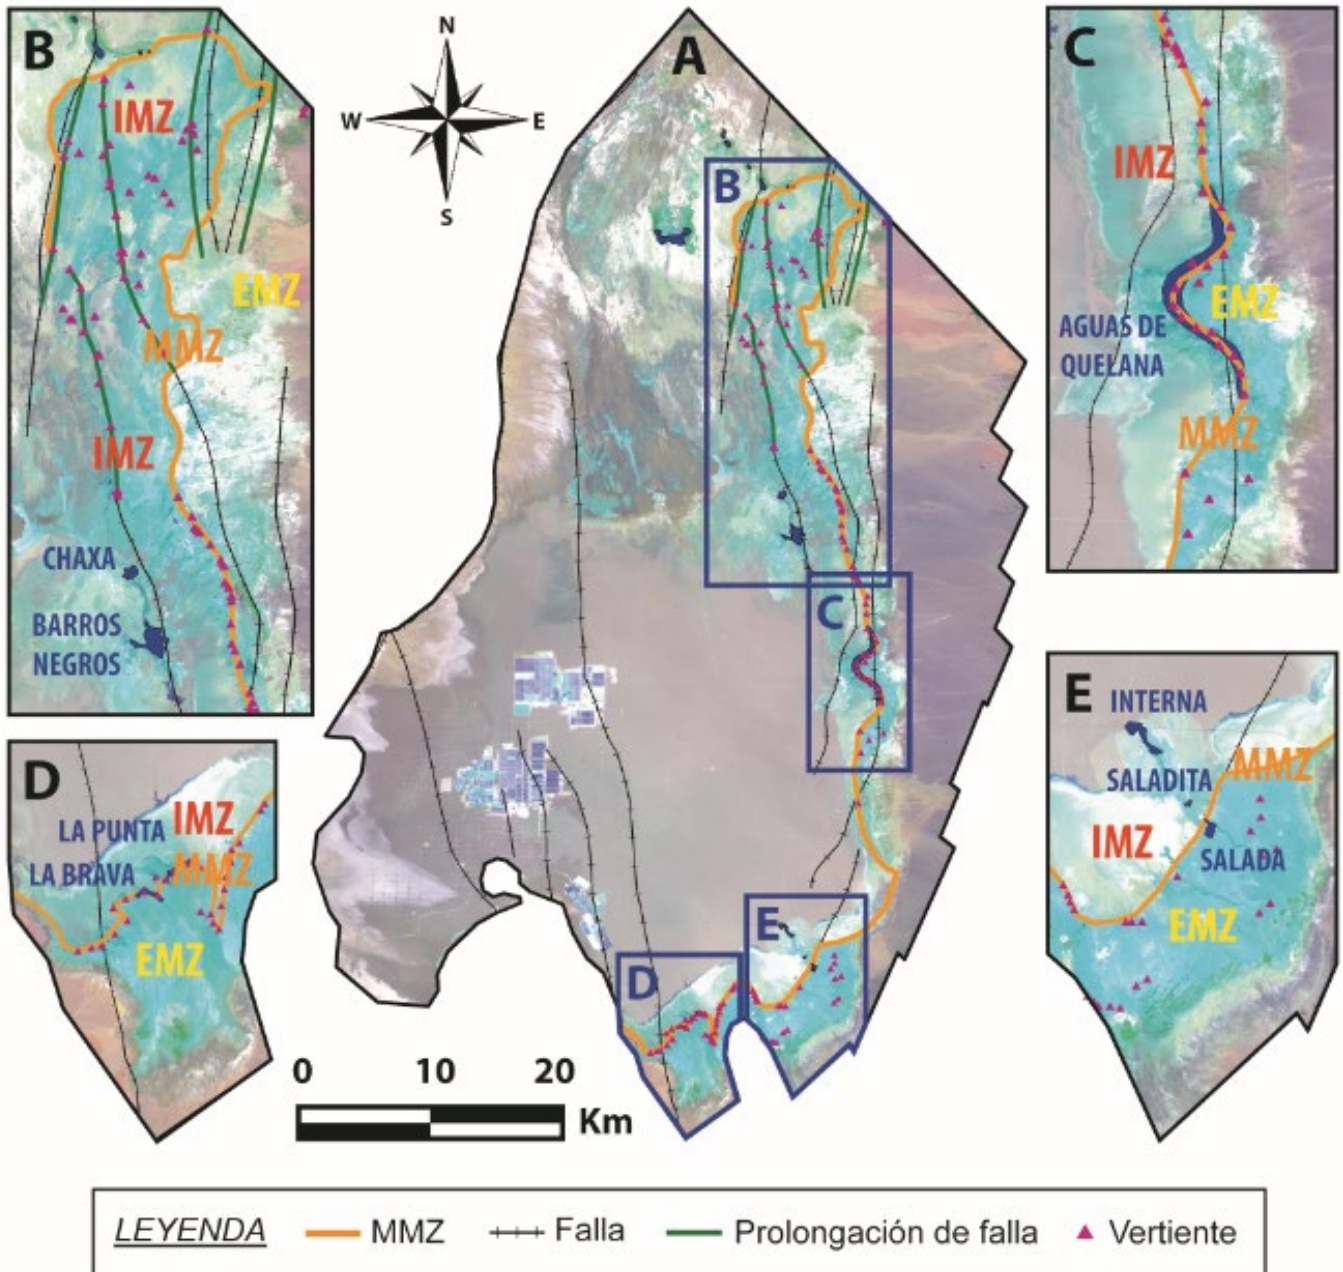 B
IMZ
EMZ
MMZ
IMZ
CHAXA
BARROS
NEGROS
N
W E
S
A
B
C
D
E
C
IMZ
EMZ
AGUAS DE
QUELANA
MMZ
D
IMZ
LA PUNTA
MMZ
LA BRAVA
EMZ
E
INTERNA
MMZ
SALADITA
IMZ
SALADA
EMZ
0 10 20
Km
LEYENDA MMZ Falla Prolongación de falla Vertiente